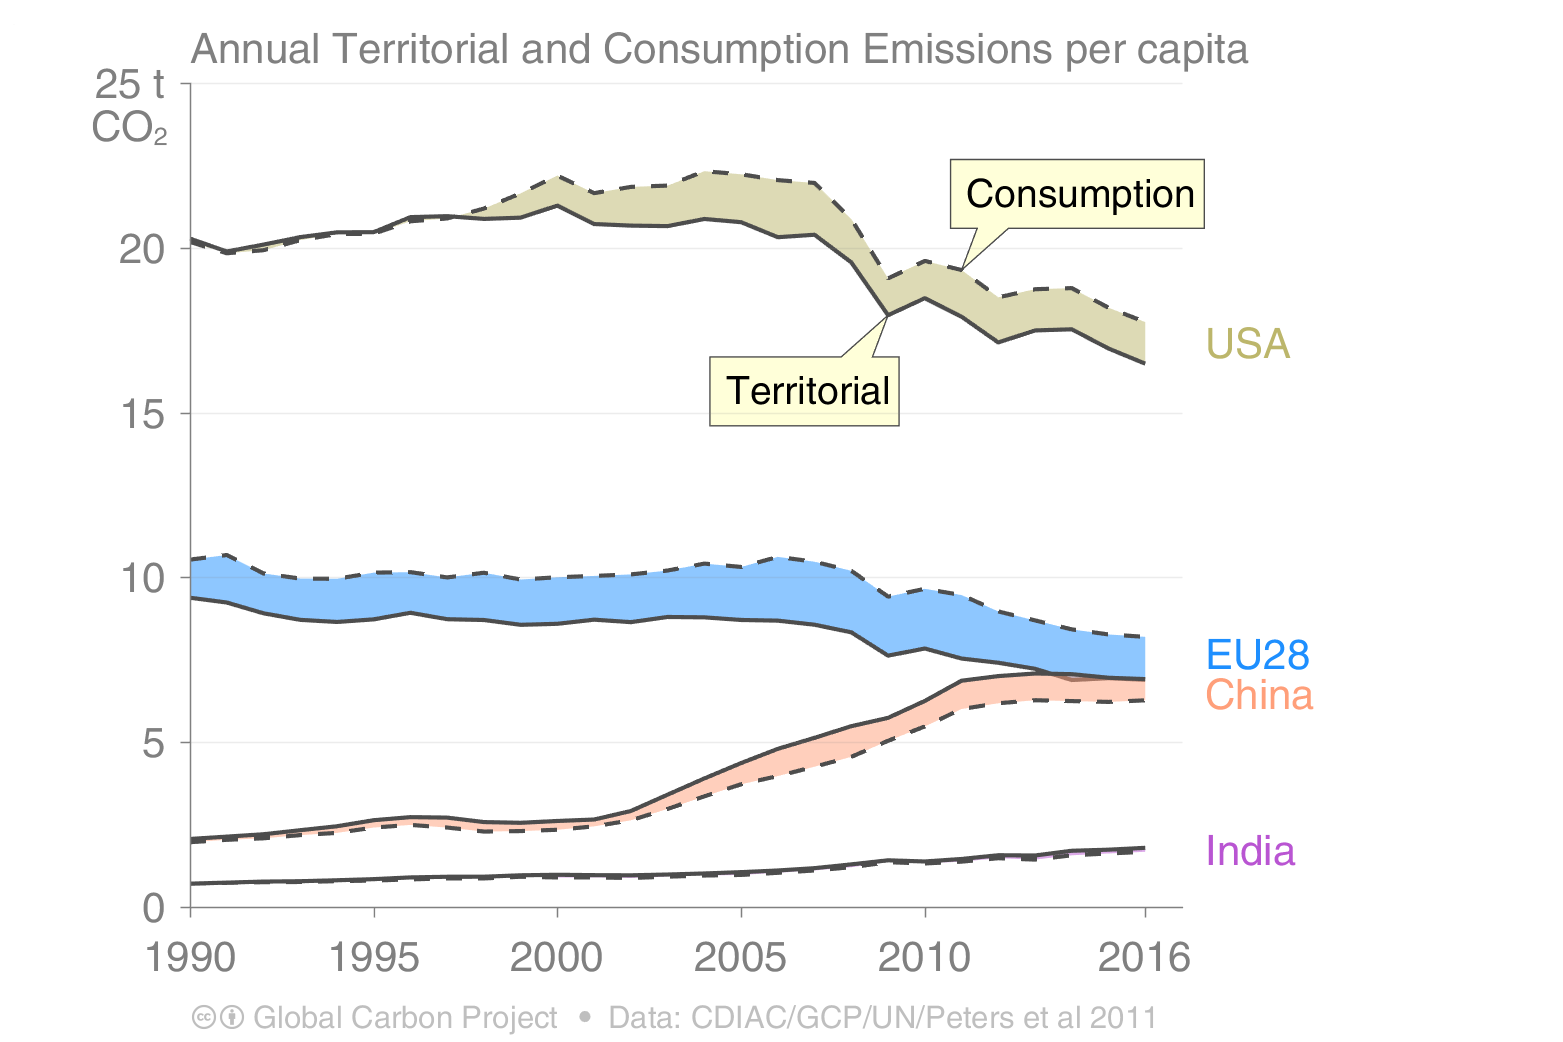 Annual Territorial and Consumption Emissions per capita
25 t
CO₂
Consumption
20
USA
Territorial
15
10
EU28
China
5
India
0
1990 1995 2000 2005 2010 2016
cc Global Carbon Project • Data: CDIAC/GCP/UN/Peters et al 2011